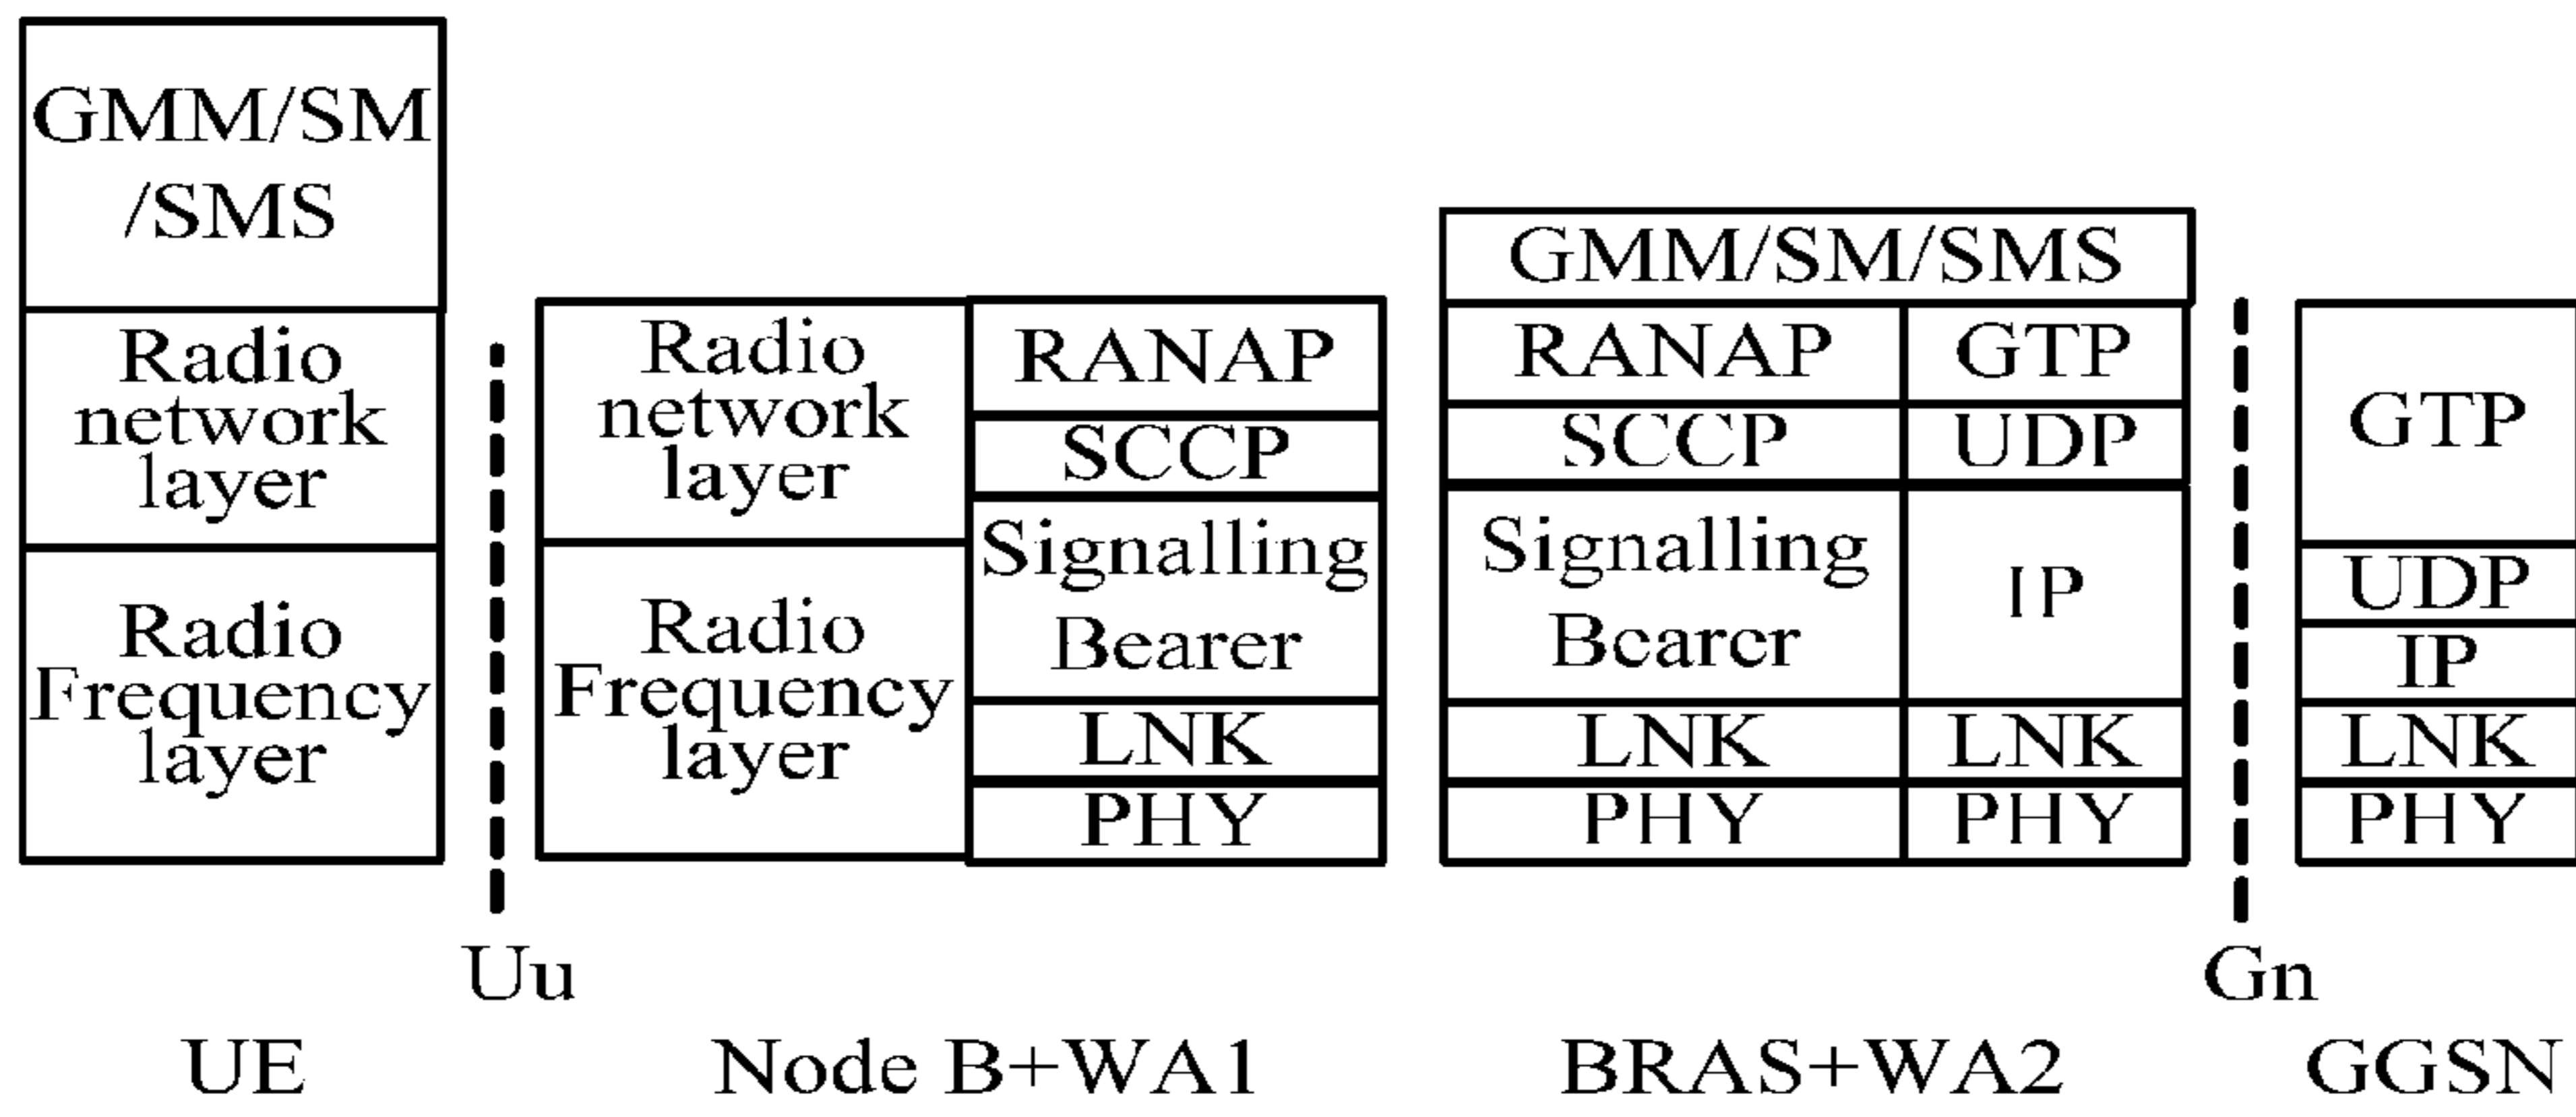 GMM/SM
/SMS
Radio
network
layer
Radio
Frequency
layer
Uu
UE
Radio
network
layer
Radio
Frequency
layer
RANAP
SCCP
Signalling
Bearer
LNK
PHY
Node B+WA1
GMM/SM/SMS
RANAP
SCCP
Signalling
Bearer
LNK
PHY
GTP
UDP
IP
LNK
PHY
BRAS+WA2
Gn
GTP
UDP
IP
LNK
PHY
GGSN